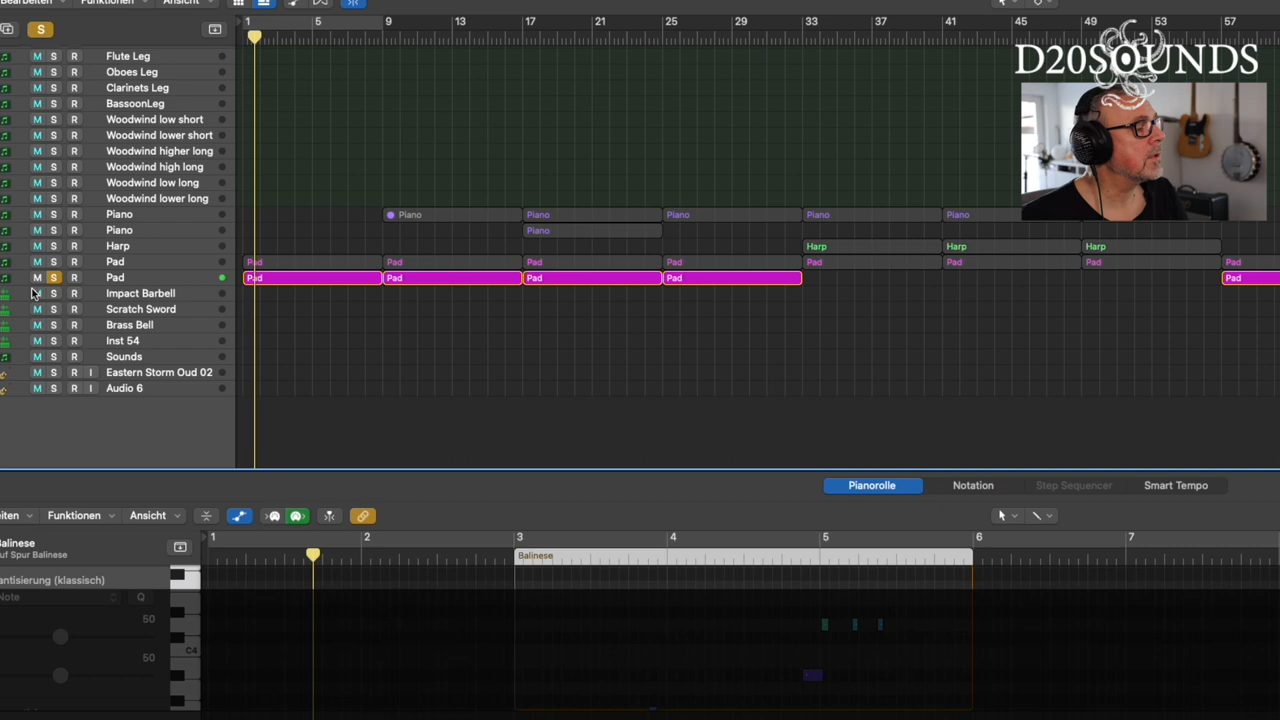 Bearbeiten Funktionen Ansicht
1 5 9 13 17 21 25 29 33 37 41 45 49 53 57
S
D20SOUNDS
M S R Flute Leg
M S R Oboes Leg
M S R Clarinets Leg
M S R BassoonLeg
M S R Woodwind low short
M S R Woodwind lower short
M S R Woodwind higher long
M S R Woodwind high long
M S R Woodwind low long
M S R Woodwind lower long
M S R Piano Piano Piano Piano Piano Piano
M S R Piano Piano
M S R Harp Harp Harp Harp
M S R Pad Pad Pad Pad Pad Pad Pad Pad Pad
M S R Pad Pad Pad Pad Pad Pad
M S R Impact Barbell
M S R Scratch Sword
M S R Brass Bell
M S R Inst 54
M S R Sounds
M S R I Eastern Storm Oud 02
M S R I Audio 6
Pianorolle Notation Step Sequencer Smart Tempo
iten Funktionen Ansicht
1 2 3 4 5 6 7
Balinese
uf Spur Balinese
Balinese
antisierung (klassisch)
Note Q
50
C4
50